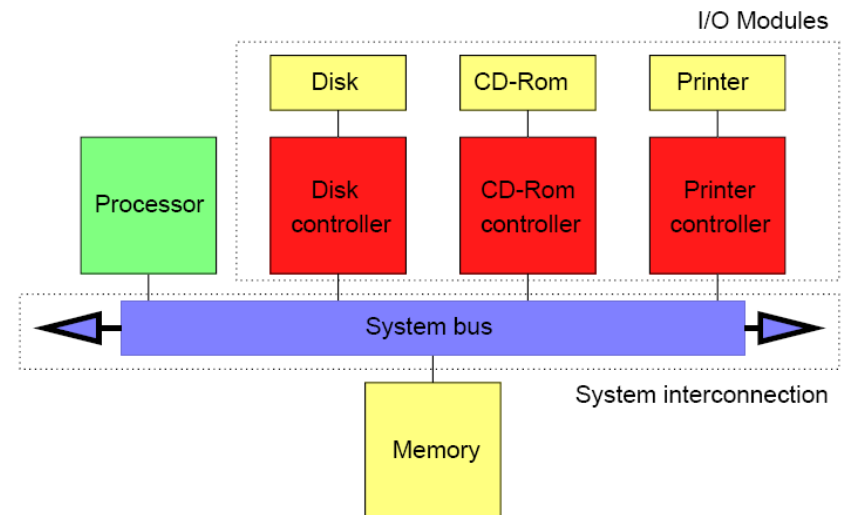 I/O Modules
Disk
CD-Rom
Printer
Processor
Disk
controller
CD-Rom
controller
Printer
controller
System bus
System interconnection
Memory